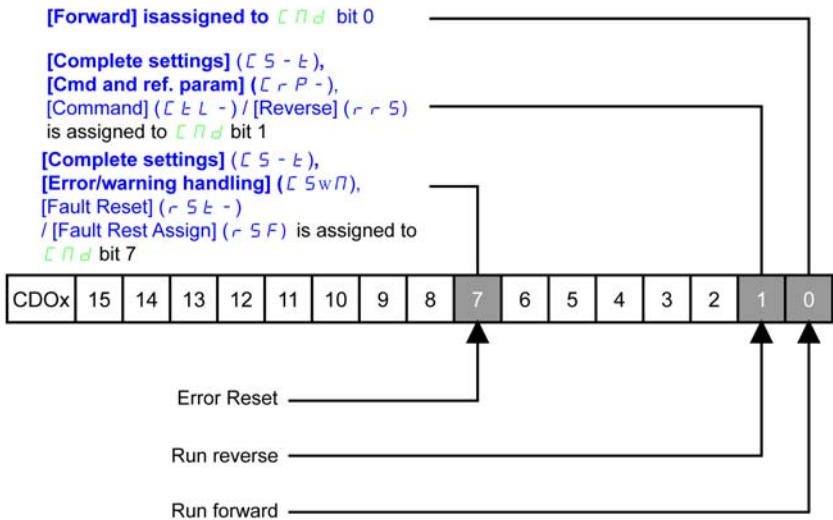 [Forward] isassigned to CMd bit 0
[Complete settings] (CS-t),
[Cmd and ref. param] (CrP-),
[Command] (CtL-) / [Reverse] (rrS)
is assigned to CMd bit 1
[Complete settings] (CS-t),
[Error/warning handling] (CSwM),
[Fault Reset] (rSt-)
/ [Fault Rest Assign] (rSF) is assigned to
CMd bit 7
CDOx 15 14 13 12 11 10 9 8 7 6 5 4 3 2 1 0
Error Reset
Run reverse
Run forward